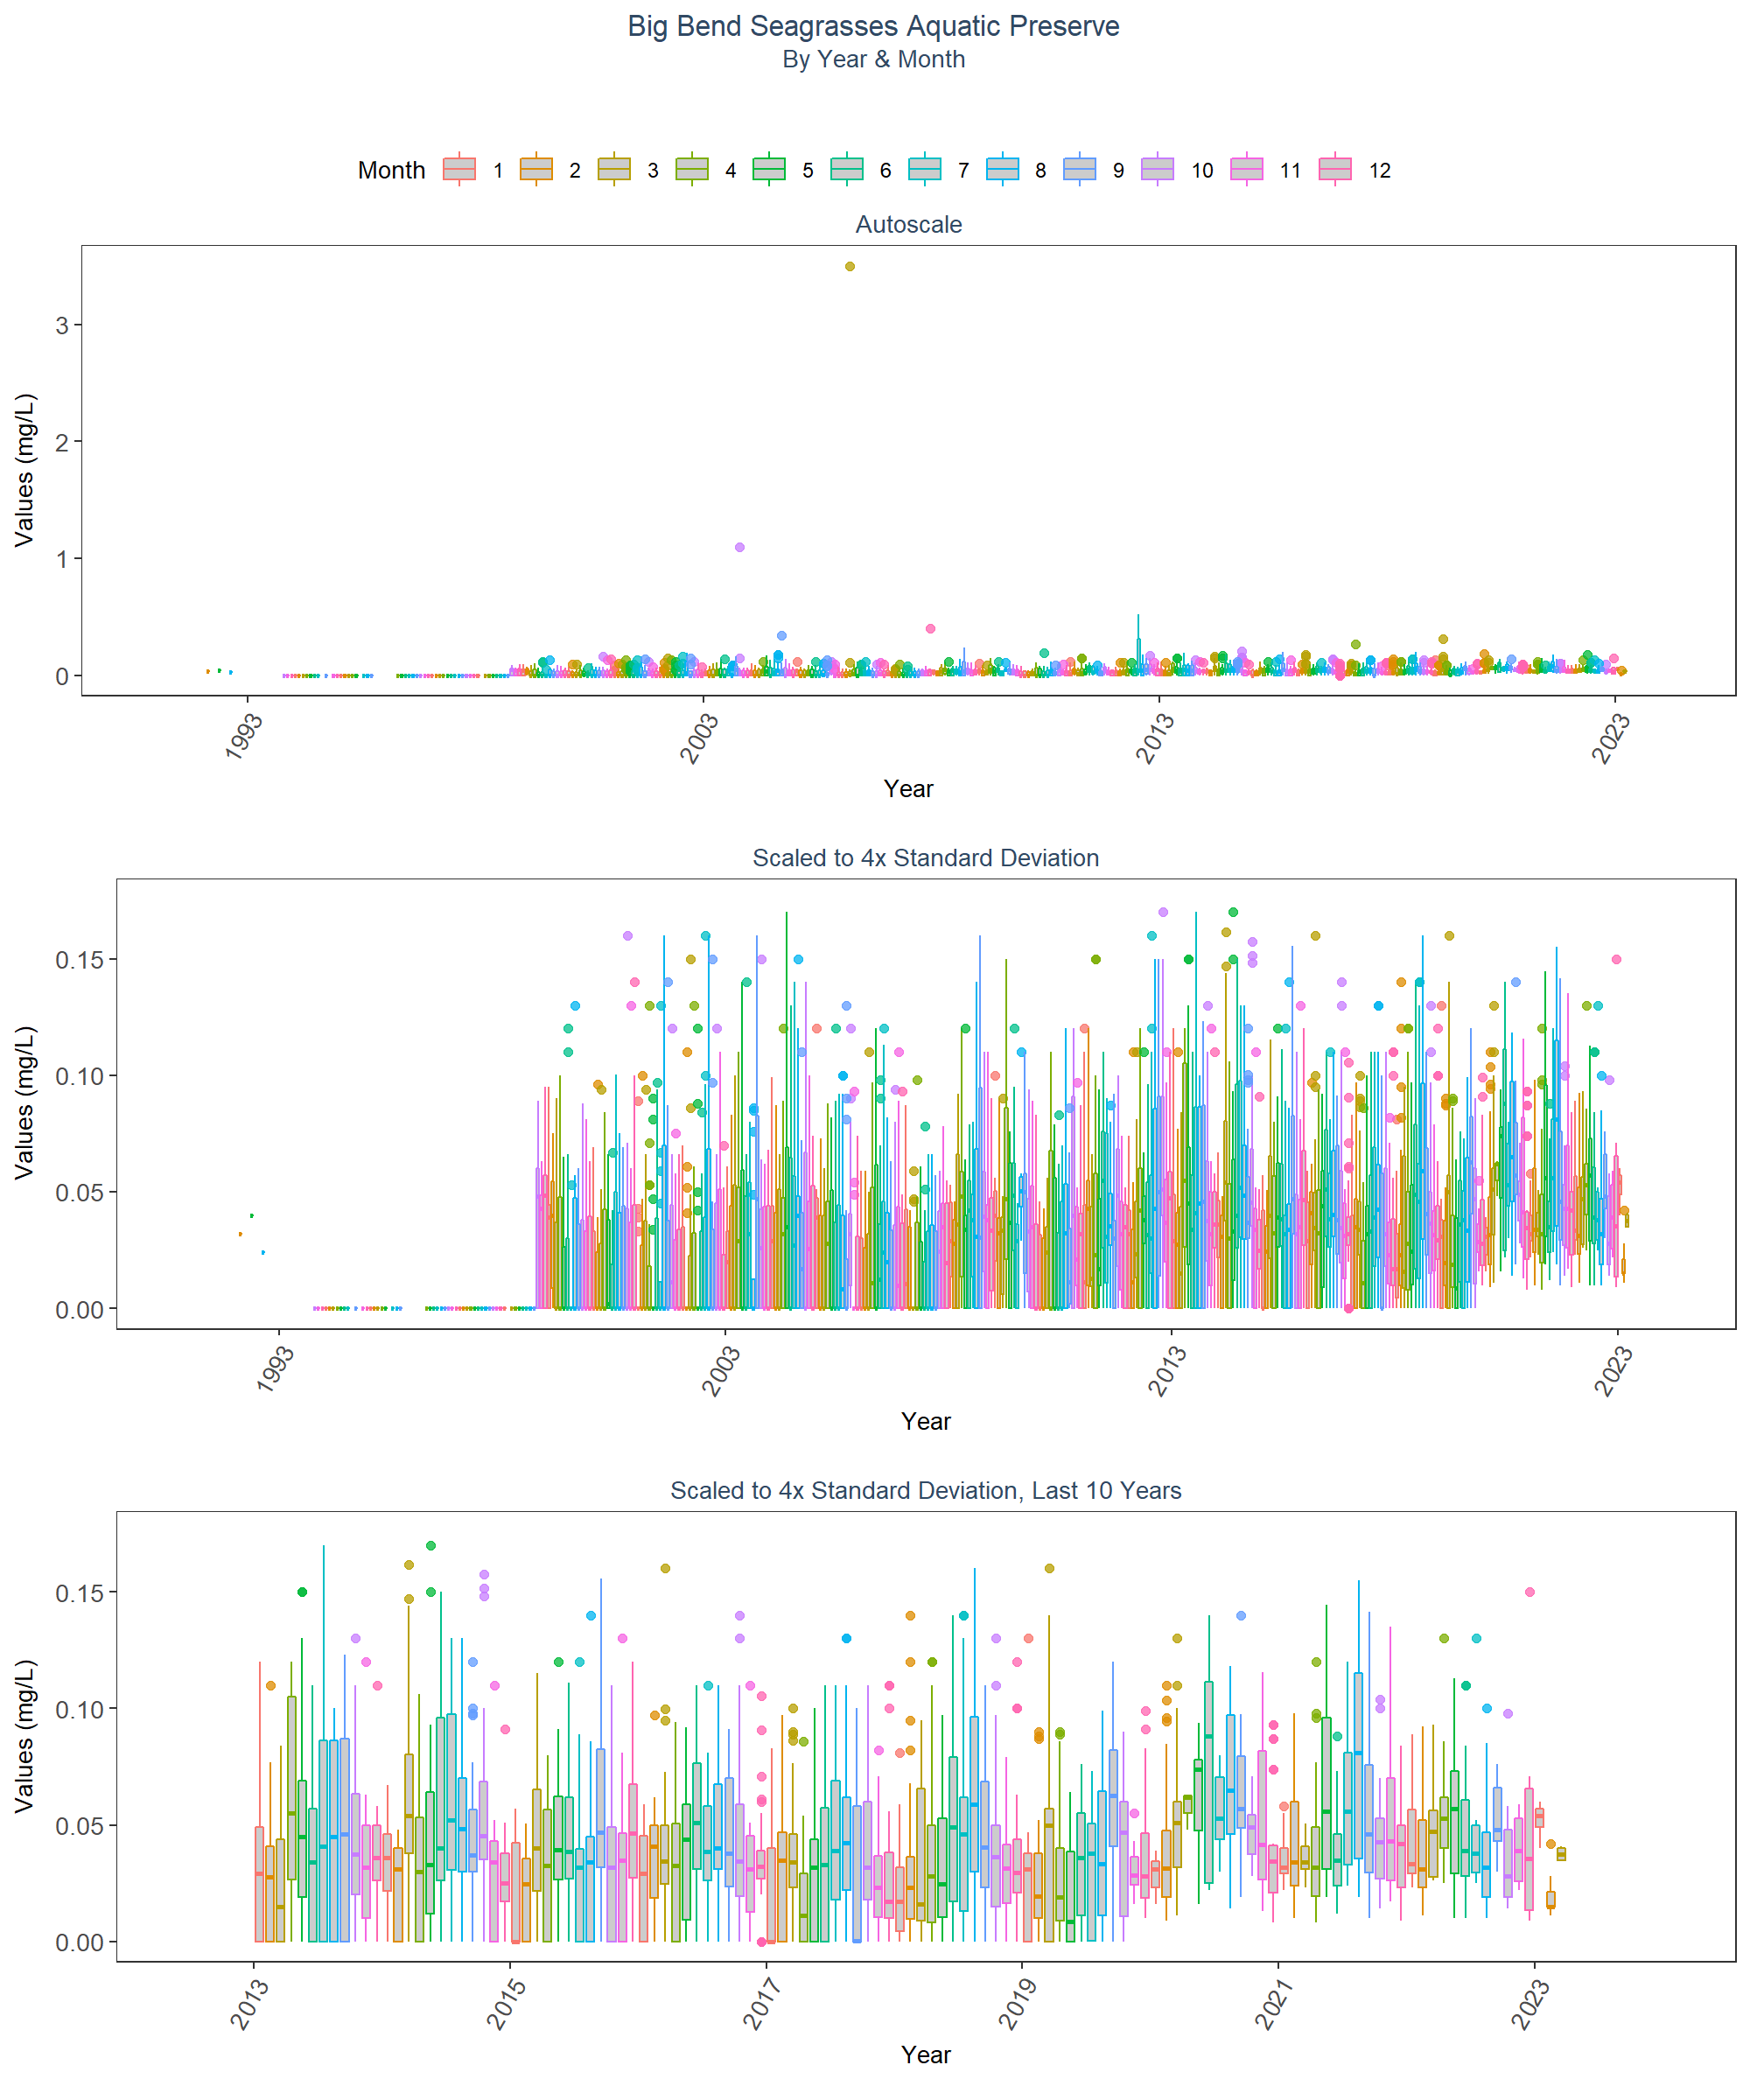 Big Bend Seagrasses Aquatic Preserve
By Year & Month
Month 1 2 3 4 5 6 7 8 9 10 11 12
Autoscale
Values (mg/L)
3
2
1
0
1993 2003 2013 2023
Year
Scaled to 4x Standard Deviation
Values (mg/L)
0.15
0.10
0.05
0.00
1993 2003 2013 2023
Year
Scaled to 4x Standard Deviation, Last 10 Years
Values (mg/L)
0.15
0.10
0.05
0.00
2013 2015 2017 2019 2021 2023
Year